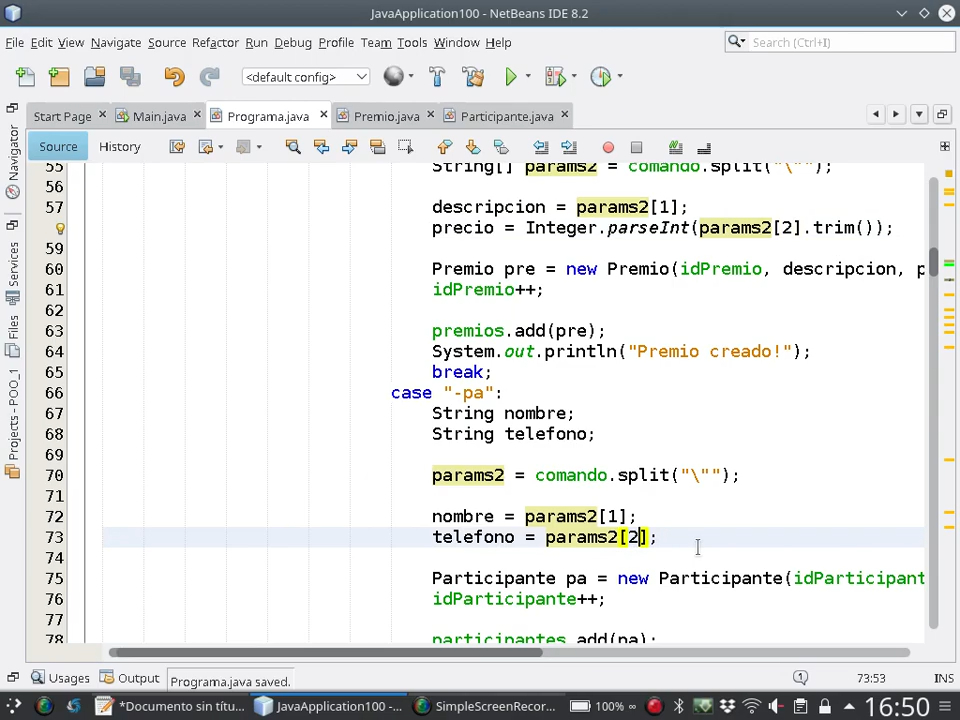 JavaApplication100 - NetBeans IDE 8.2
File Edit View Navigate Source Refactor Run Debug Profile Team Tools Window Help
Search (Ctrl+I)
<default config>
Start Page Main.java Programa.java Premio.java Participante.java
Source History
Navigator
Services
Files
Projects - POO_1
55 String[] params2 = comando.split("\"");
56
57 descripcion = params2[1];
precio = Integer.parseInt(params2[2].trim());
59
60 Premio pre = new Premio(idPremio, descripcion, p
61 idPremio++;
62
63 premios.add(pre);
64 System.out.println("Premio creado!");
65 break;
66 case "-pa":
67 String nombre;
68 String telefono;
69
70 params2 = comando.split("\"");
71
72 nombre = params2[1];
73 telefono = params2[2];
74
75 Participante pa = new Participante(idParticipant
76 idParticipante++;
77
78 participantes.add(pa);
Usages Output Programa.java saved. 1 73:53 INS
*Documento sin títu... JavaApplication100 -... SimpleScreenRecor... 100% ∞ 16:50